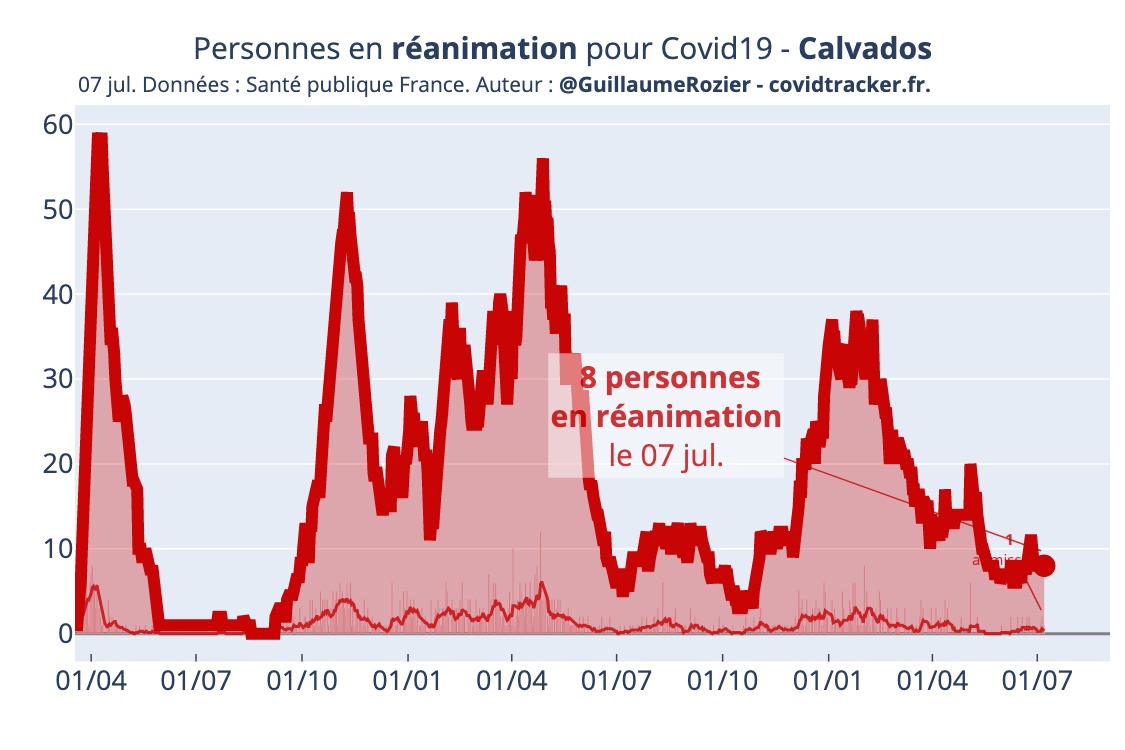 Personnes en réanimation pour Covid19 - Calvados
07 jul. Données : Santé publique France. Auteur : @GuillaumeRozier - covidtracker.fr.
60
50
40
30
20
10
0
8 personnes
en réanimation
le 07 jul.
1
01/04 01/07 01/10 01/01 01/04 01/07 01/10 01/01 01/04 01/07